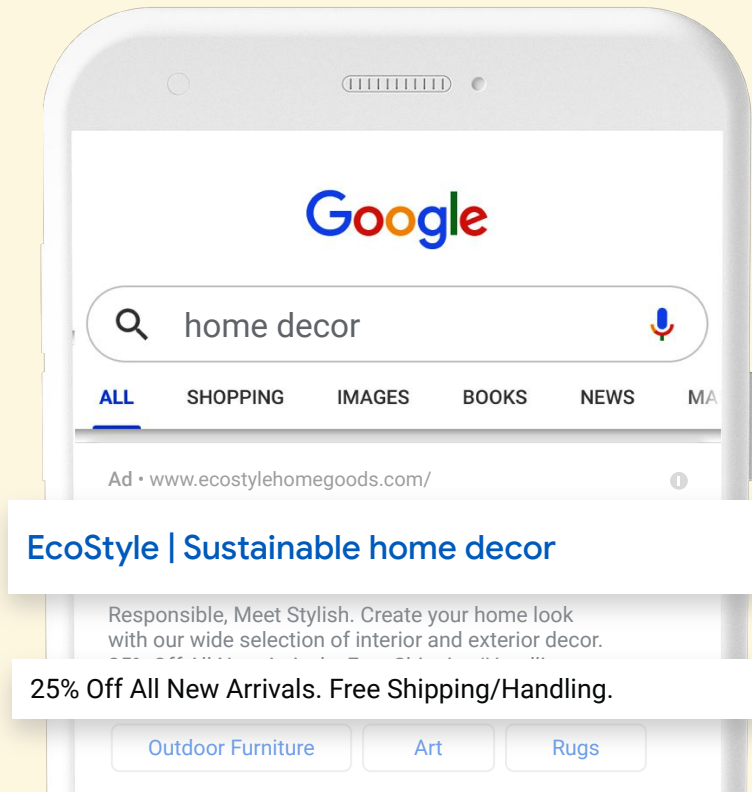 Google
home decor
ALL SHOPPING IMAGES BOOKS NEWS MA
Ad • www.ecostylehomegoods.com/
EcoStyle | Sustainable home decor
Responsible, Meet Stylish. Create your home look
with our wide selection of interior and exterior decor.
25% Off All New Arrivals. Free Shipping/Handling.
Outdoor Furniture Art Rugs